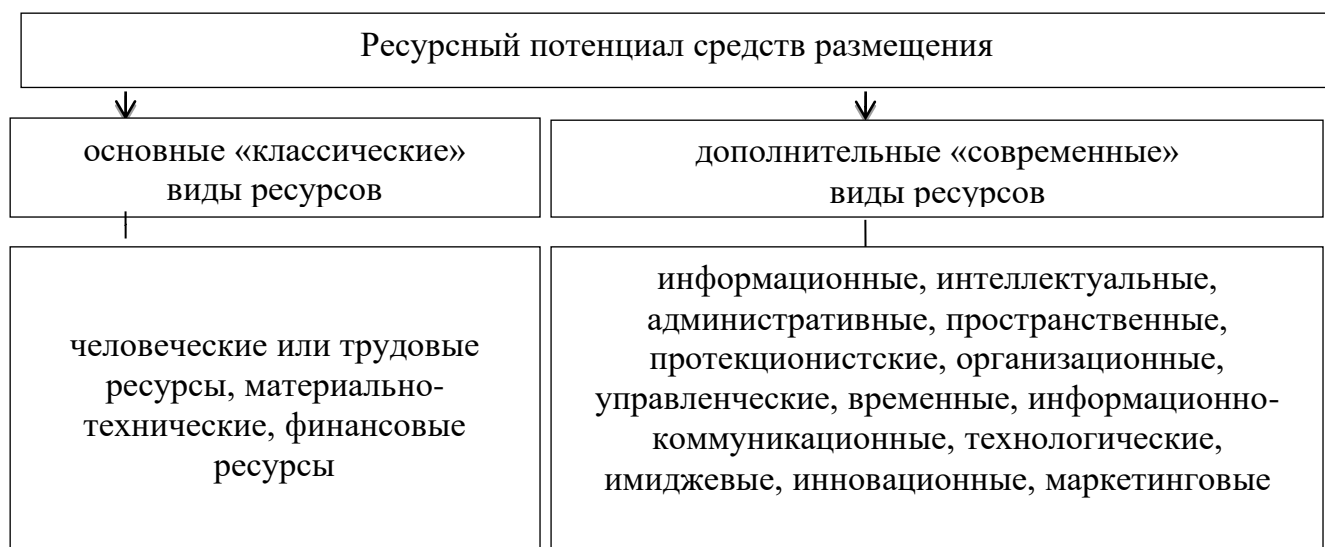 Ресурсный потенциал средств размещения
основные «классические»
виды ресурсов
дополнительные «современные»
виды ресурсов
человеческие или трудовые
ресурсы, материально-
технические, финансовые
ресурсы
информационные, интеллектуальные,
административные, пространственные,
протекционистские, организационные,
управленческие, временные, информационно-
коммуникационные, технологические,
имиджевые, инновационные, маркетинговые